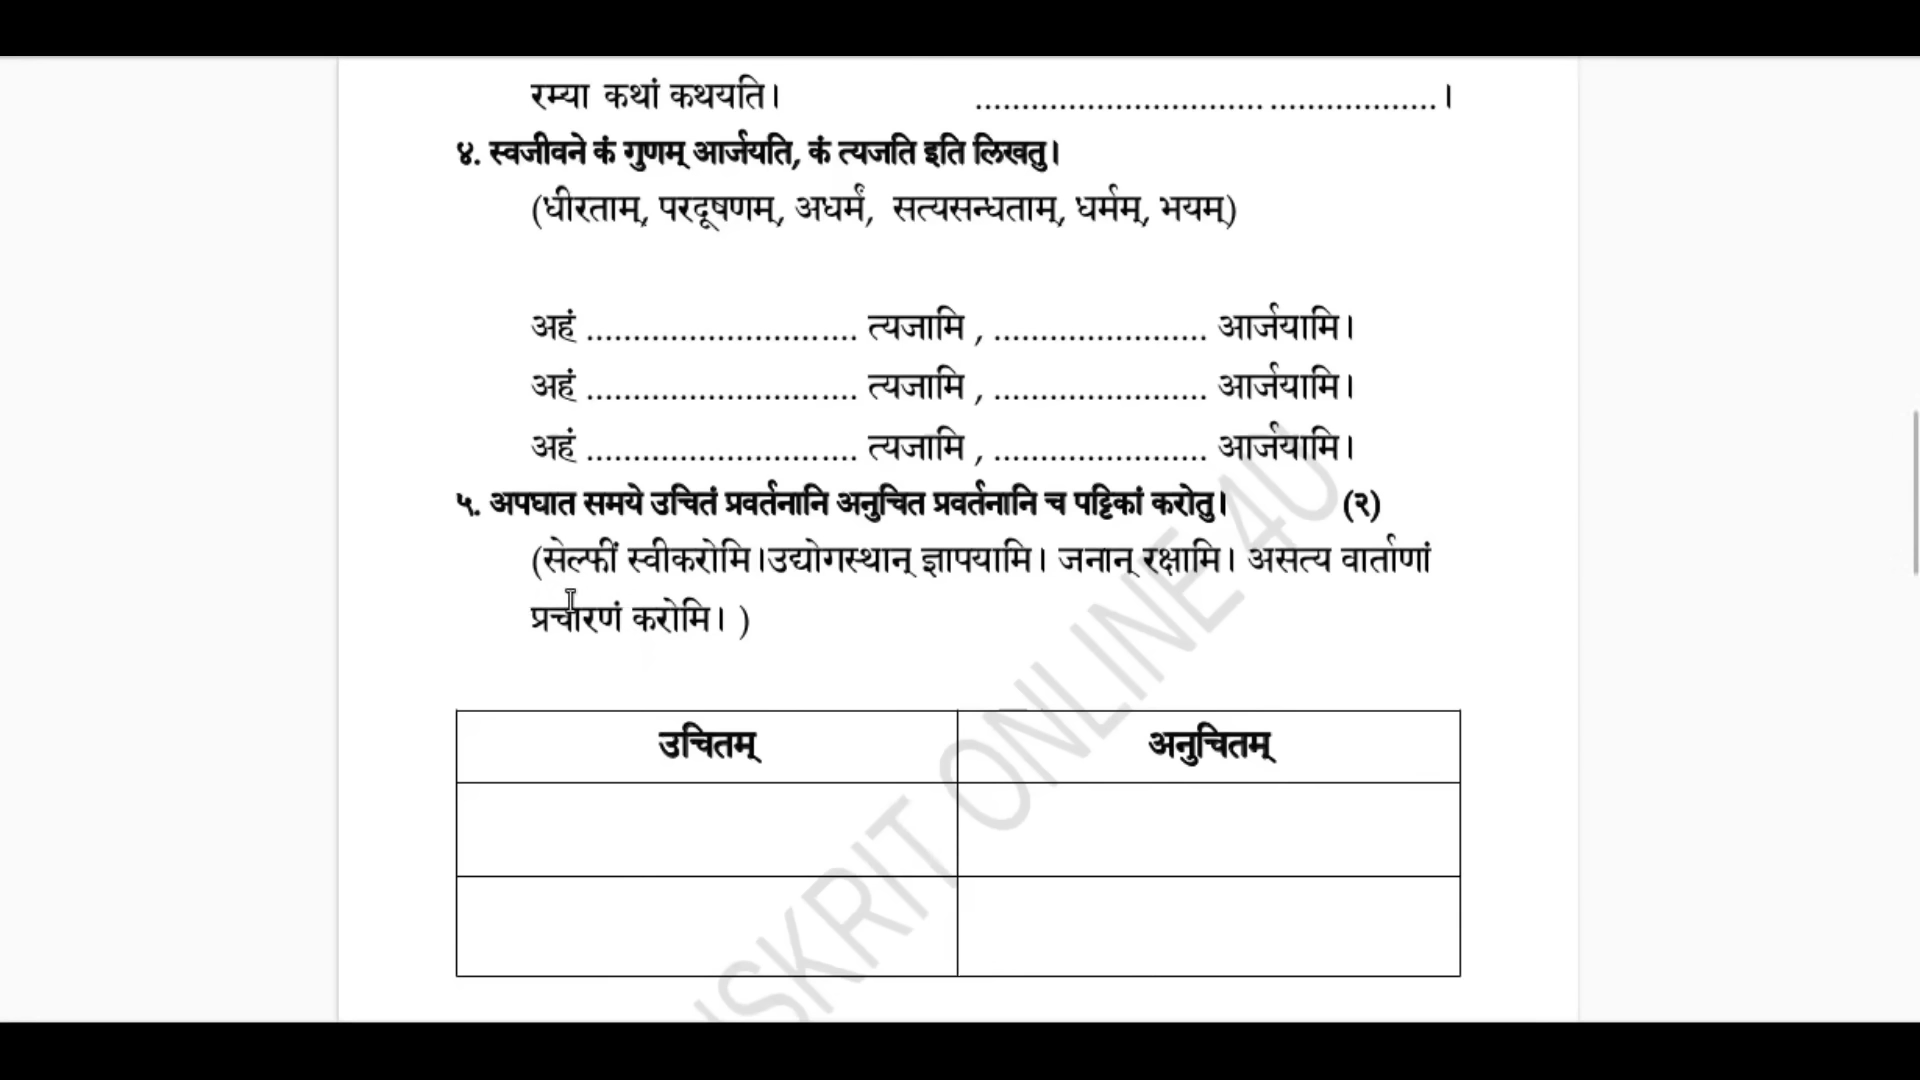 रम्या कथां कथयति। .................................................।
४. स्वजीवने कं गुणम् आर्जयति, कं त्यजति इति लिखतु।
(धीरताम्, परदूषणम्, अधर्मं, सत्यसन्धताम्, धर्मम्, भयम्)
अहं ............................. त्यजामि , ....................... आर्जयामि।
अहं ............................. त्यजामि , ....................... आर्जयामि।
अहं ............................. त्यजामि , ....................... आर्जयामि।
५. अपघात समये उचितं प्रवर्तनानि अनुचित प्रवर्तनानि च पट्टिकां करोतु। (२)
(सेल्फीं स्वीकरोमि।उद्योगस्थान् ज्ञापयामि। जनान् रक्षामि। असत्य वार्ताणां
प्रचारणं करोमि। )
उचितम् अनुचितम्
NSKRIT ONLINE 4U